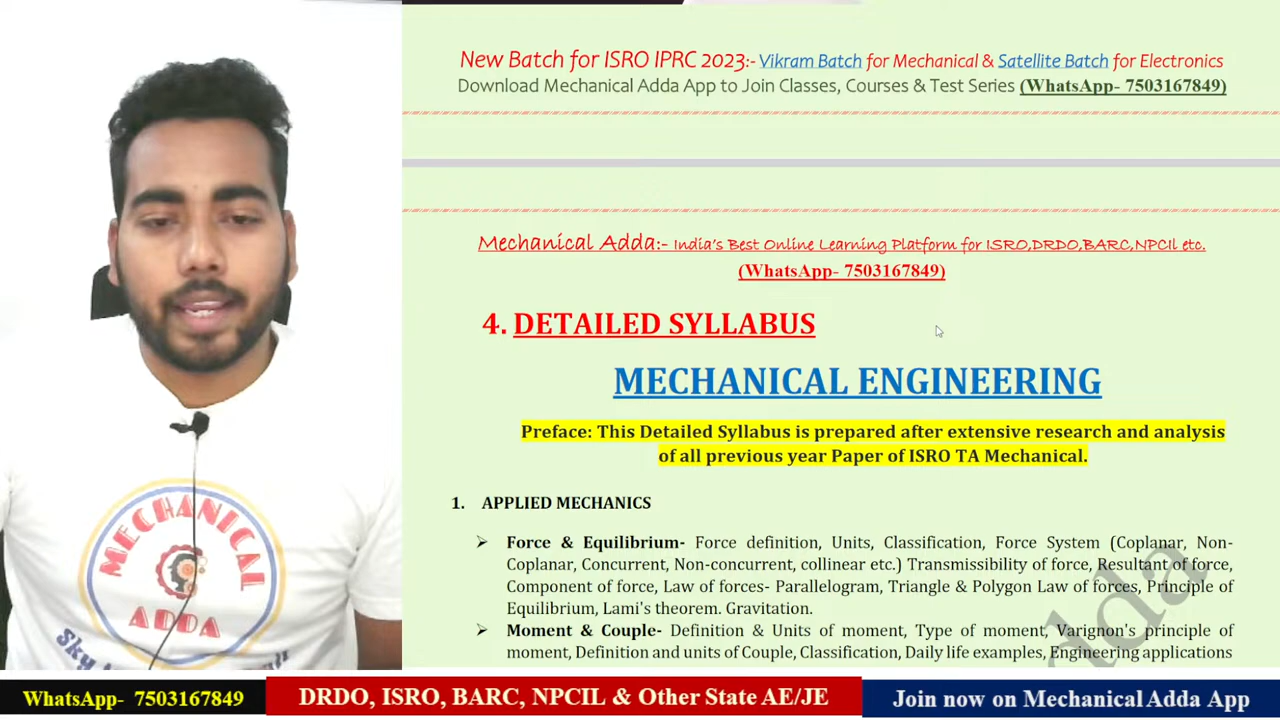 New Batch for ISRO IPRC 2023:- Vikram Batch for Mechanical & Satellite Batch for Electronics
Download Mechanical Adda App to Join Classes, Courses & Test Series (WhatsApp- 7503167849)
Mechanical Adda:- India's Best Online Learning Platform for ISRO,DRDO,BARC,NPCIl etc.
(WhatsApp- 7503167849)
4. DETAILED SYLLABUS
MECHANICAL ENGINEERING
Preface: This Detailed Syllabus is prepared after extensive research and analysis
of all previous year Paper of ISRO TA Mechanical.
1. APPLIED MECHANICS
➢ Force & Equilibrium- Force definition, Units, Classification, Force System (Coplanar, Non-
Coplanar, Concurrent, Non-concurrent, collinear etc.) Transmissibility of force, Resultant of force,
Component of force, Law of forces- Parallelogram, Triangle & Polygon Law of forces, Principle of
Equilibrium, Lami's theorem. Gravitation.
➢ Moment & Couple- Definition & Units of moment, Type of moment, Varignon's principle of
moment, Definition and units of Couple, Classification, Daily life examples, Engineering applications
MECHANICAL
ADDA
Sky
WhatsApp- 7503167849
DRDO, ISRO, BARC, NPCIL & Other State AE/JE
Join now on Mechanical Adda App